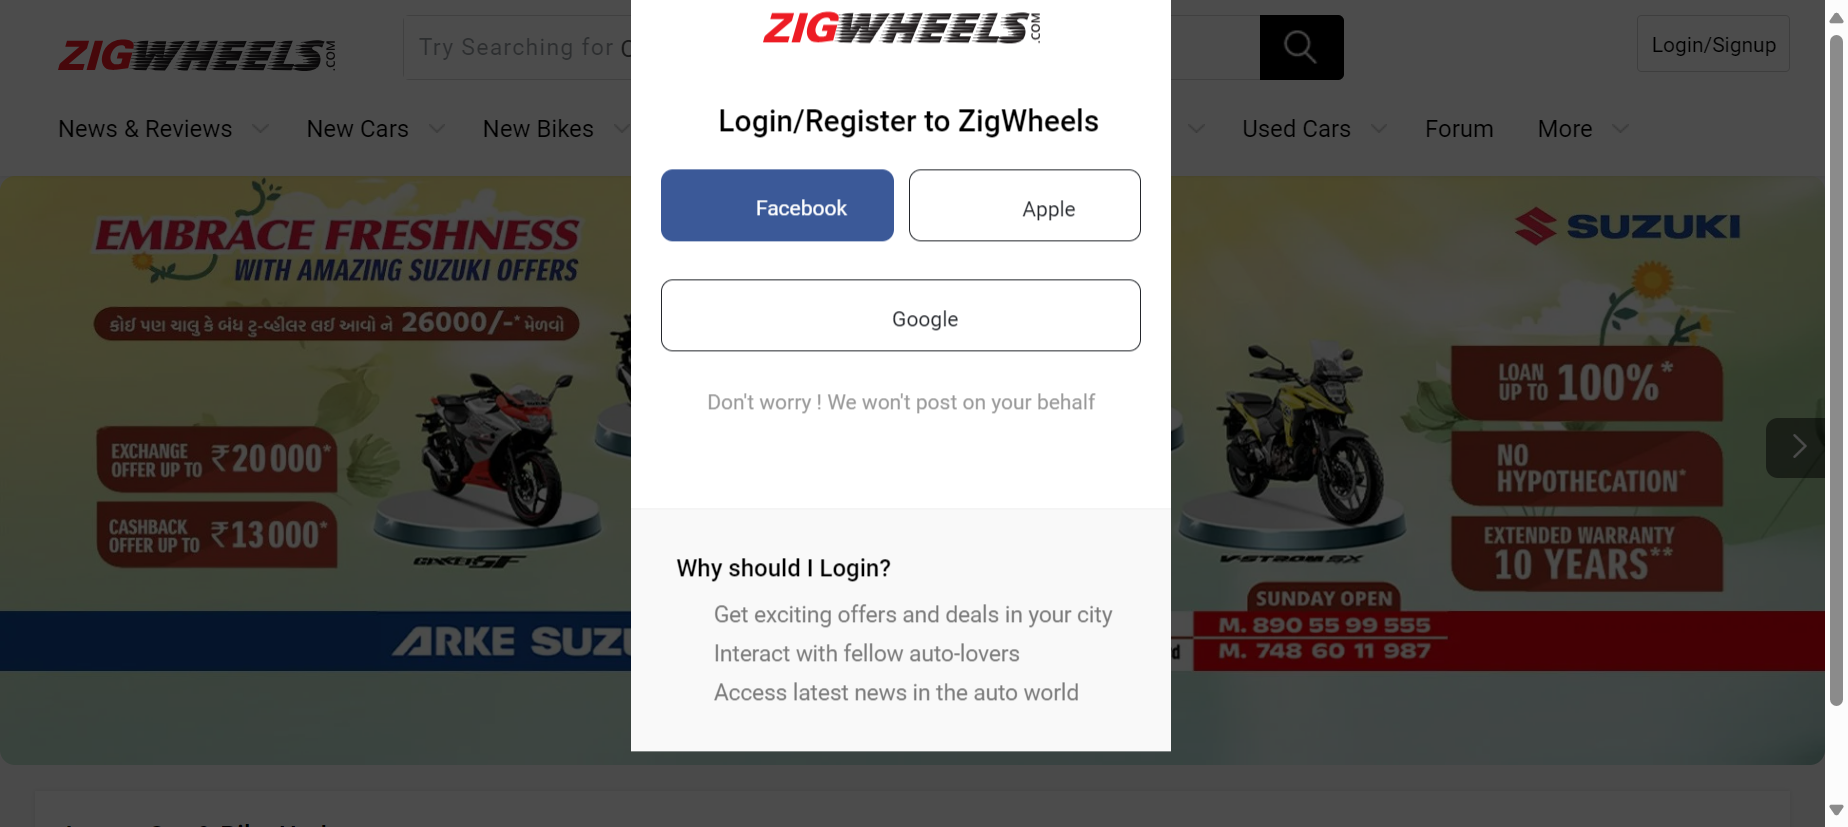 ZIGWHEELS.COM
Try Searching for
Login/Signup
News & Reviews
New Cars
New Bikes
Used Cars
Forum
More
ZIGWHEELS.COM
Login/Register to ZigWheels
Facebook
Apple
Google
Don't worry ! We won't post on your behalf
Why should I Login?
Get exciting offers and deals in your city
Interact with fellow auto-lovers
Access latest news in the auto world
EMBRACE FRESHNESS
WITH AMAZING SUZUKI OFFERS
કોઈ પણ ચાલુ કે બંધ ટુ-વ્હીલર લઈ આવો ને 26000/-* મેળવો
EXCHANGE
OFFER UP TO ₹20000*
CASHBACK
OFFER UP TO ₹13000*
GIXXER SF
SUZUKI
LOAN
UP TO 100%*
NO
HYPOTHECATION*
EXTENDED WARRANTY
10 YEARS**
V-STROM SX
SUNDAY OPEN
ARKE SUZU
M. 890 55 99 555
M. 748 60 11 987